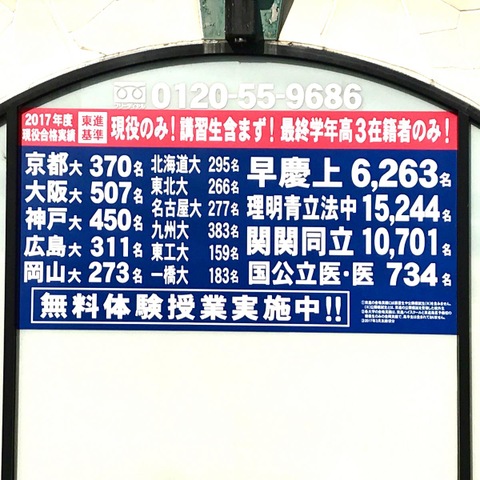 0120-55-9686
2017年度
現役合格実績
東進
基準
現役のみ!講習生含まず!最終学年高3在籍者のみ!
京都大 370名
大阪大 507名
神戸大 450名
広島大 311名
岡山大 273名
北海道大 295名
東北大 266名
名古屋大 277名
九州大 383名
東工大 159名
一橋大 183名
早慶上 6,263名
理明青立法中 15,244名
関関同立 10,701名
国公立医・医 734名
無料体験授業実施中!!